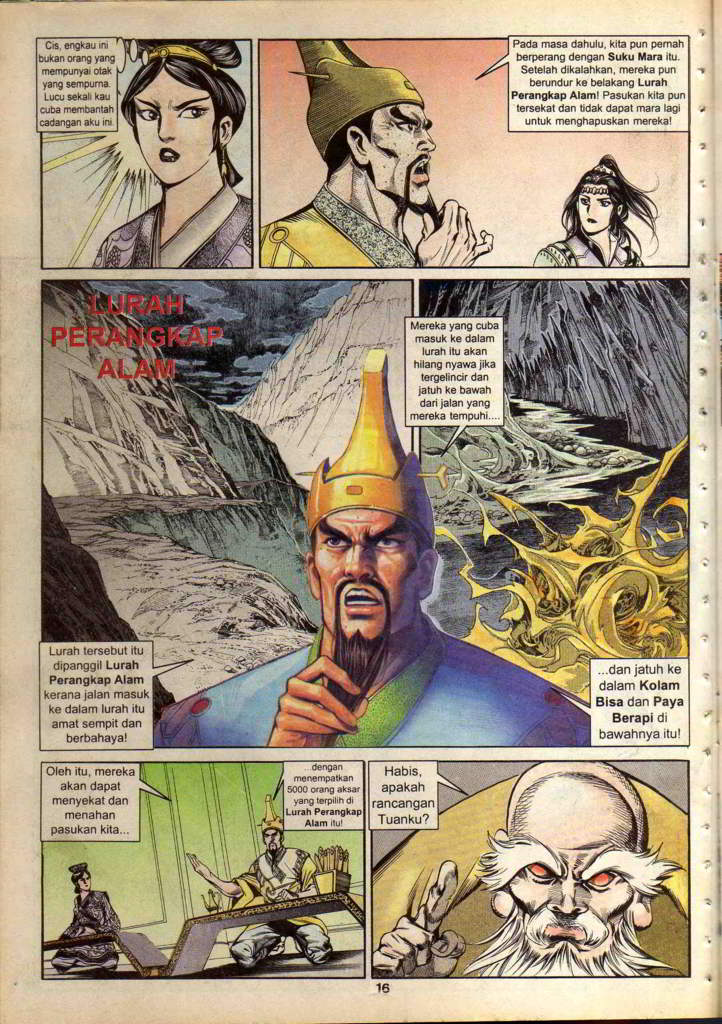 Cis, engkau ini
bukan orang yang
mempunyai otak
yang sempurna.
Lucu sekali kau
cuba membantah
cadangan aku ini.
Pada masa dahulu, kita pun pernah
berperang dengan Suku Mara itu.
Setelah dikalahkan, mereka pun
berundur ke belakang Lurah
Perangkap Alam! Pasukan kita pun
tersekat dan tidak dapat mara lagi
untuk menghapuskan mereka!
LURAH
PERANGKAP
ALAM
Mereka yang cuba
masuk ke dalam
lurah itu akan
hilang nyawa jika
tergelincir dan
jatuh ke bawah
dari jalan yang
mereka tempuhi....
Lurah tersebut itu
dipanggil Lurah
Perangkap Alam
kerana jalan masuk
ke dalam lurah itu
amat sempit dan
berbahaya!
...dan jatuh ke
dalam Kolam
Bisa dan Paya
Berapi di
bawahnya itu!
Oleh itu, mereka
akan dapat
menyekat dan
menahan
pasukan kita...
...dengan
menempatkan
5000 orang aksar
yang terpilih di
Lurah Perangkap
Alam itu!
Habis,
apakah
rancangan
Tuanku?
16